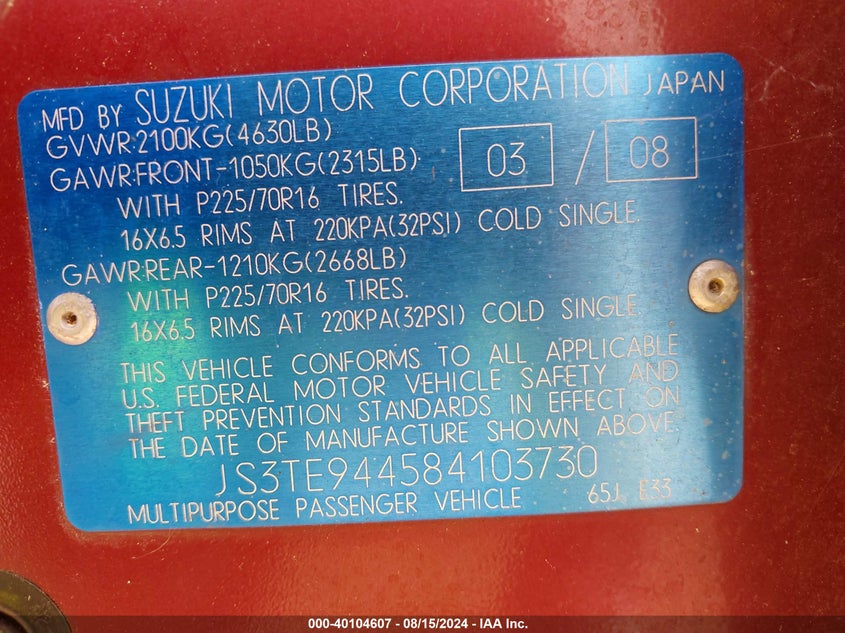 MFD BY SUZUKI MOTOR CORPORATION JAPAN
GVWR:2100KG(4630LB)
GAWR:FRONT-1050KG(2315LB) 03 / 08
WITH P225/70R16 TIRES.
16X6.5 RIMS AT 220KPA(32PSI) COLD SINGLE.
GAWR:REAR-1210KG(2668LB)
WITH P225/70R16 TIRES.
16X6.5 RIMS AT 220KPA(32PSI) COLD SINGLE.
THIS VEHICLE CONFORMS TO ALL APPLICABLE
U.S. FEDERAL MOTOR VEHICLE SAFETY AND
THEFT PREVENTION STANDARDS IN EFFECT ON
THE DATE OF MANUFACTURE SHOWN ABOVE.
JS3TE944584103730
MULTIPURPOSE PASSENGER VEHICLE 65J E33
000-40104607 - 08/15/2024 - IAA Inc.